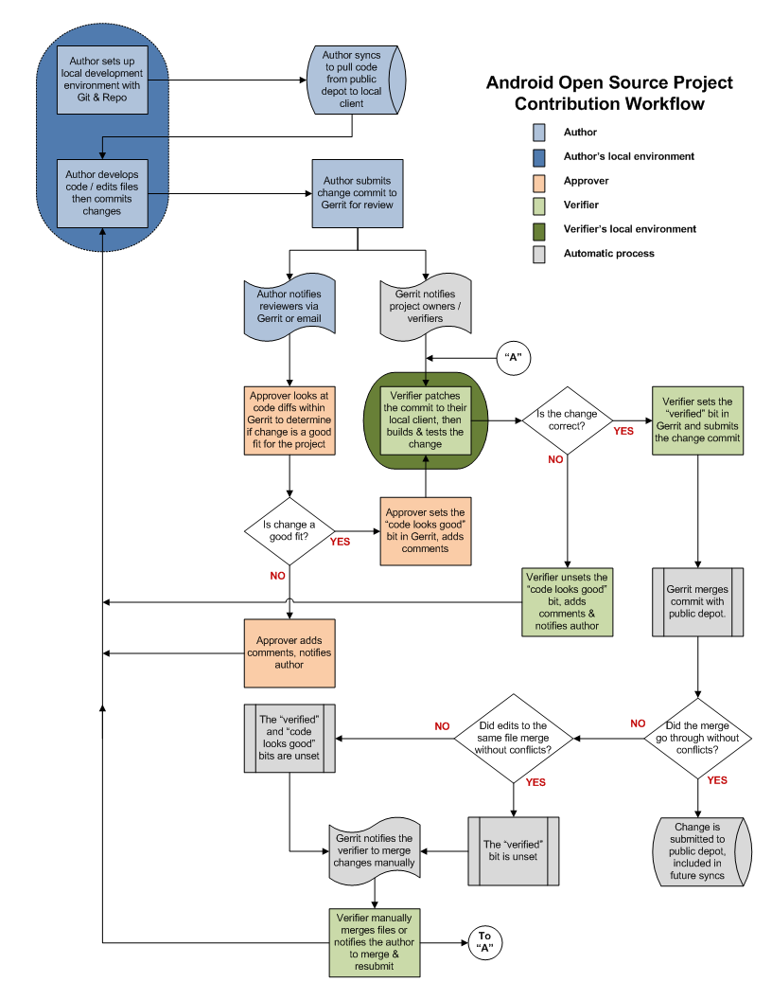 Author sets up
local development
environment with
Git & Repo
Author syncs
to pull code
from public
depot to local
client
Android Open Source Project
Contribution Workflow
Author
Author's local environment
Approver
Verifier
Verifier's local environment
Automatic process
Author develops
code / edits files
then commits
changes
Author submits
change commit to
Gerrit for review
Author notifies
reviewers via
Gerrit or email
Gerrit notifies
project owners /
verifiers
“A”
Approver looks at
code diffs within
Gerrit to determine
if change is a good
fit for the project
Verifier patches
the commit to their
local client, then
builds & tests the
change
Is the change
correct?
YES
NO
Verifier sets the
“verified” bit in
Gerrit and submits
the change commit
Is change a
good fit?
YES
NO
Approver sets the
“code looks good”
bit in Gerrit, adds
comments
Verifier unsets the
“code looks good”
bit, adds
comments &
notifies author
Gerrit merges
commit with
public depot.
Approver adds
comments, notifies
author
The “verified”
and “code
looks good”
bits are unset
NO
Did edits to the
same file merge
without conflicts?
YES
NO
Did the merge
go through without
conflicts?
YES
Gerrit notifies the
verifier to merge
changes manually
The “verified”
bit is unset
Change is
submitted to
public depot,
included in
future syncs
Verifier manually
merges files or
notifies the author
to merge &
resubmit
To
“A”